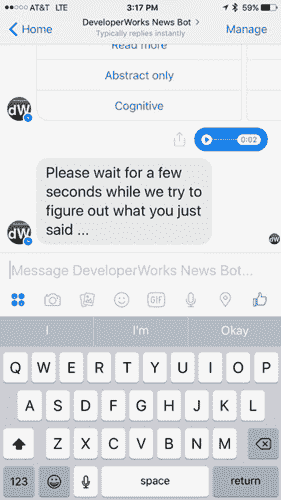 AT&T LTE 3:17 PM 59%
Home DeveloperWorks News Bot Manage
Typically replies instantly
Read more
Abstract only
Cognitive
0:02
dW
Please wait for a few
seconds while we try to
figure out what you just
said ...
dW
Message DeveloperWorks News Bot...
GIF
I I'm Okay
Q W E R T Y U I O P
A S D F G H J K L
Z X C V B N M
123 space return